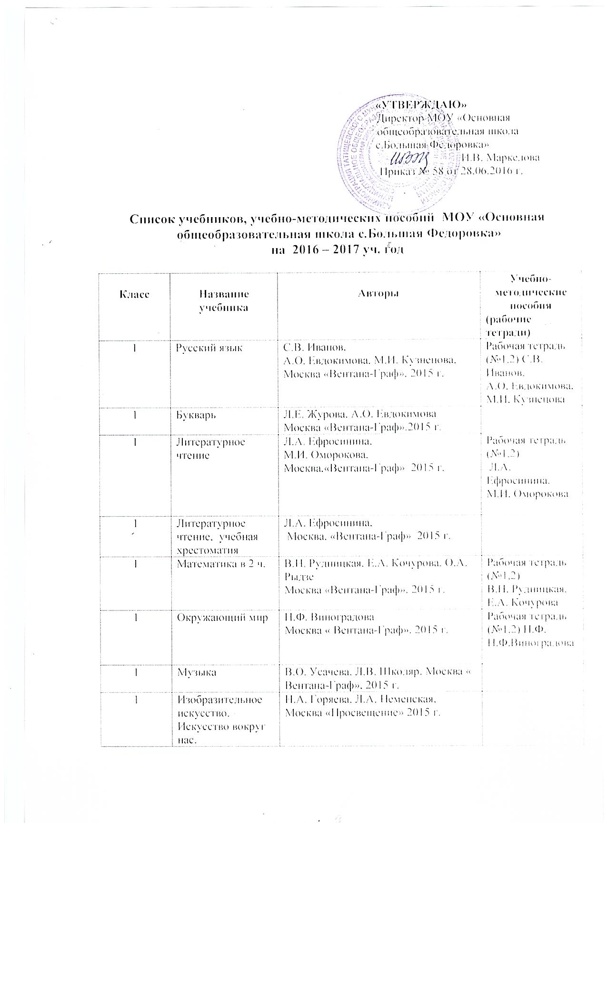 «УТВЕРЖДАЮ»
Директор МОУ «Основная
общеобразовательная школа
с.Большая Федоровка»
И.В. Маркелова
Приказ № 58 от 28.06.2016 г.
Список учебников, учебно-методических пособий МОУ «Основная
общеобразовательная школа с.Большая Федоровка»
на 2016 – 2017 уч. год
Класс
Название
учебника
Авторы
Учебно-
методические
пособия
(рабочие
тетради)
1
Русский язык
С.В. Иванов,
А.О. Евдокимова, М.И. Кузнецова,
Москва «Вентана-Граф», 2015 г.
Рабочая тетрадь
(№1,2) С.В.
Иванов,
А.О. Евдокимова,
М.И. Кузнецова
1
Букварь
Л.Е. Журова, А.О. Евдокимова
Москва «Вентана-Граф»,2015 г.
1
Литературное
чтение
Л.А. Ефросинина,
М.И. Оморокова,
Москва,«Вентана-Граф» 2015 г.
Рабочая тетрадь
(№1,2)
Л.А.
Ефросинина,
М.И. Оморокова
1
Литературное
чтение, учебная
хрестоматия
Л.А. Ефросинина,
Москва, «Вентана-Граф» 2015 г.
1
Математика в 2 ч.
В.Н. Рудницкая, Е.А. Кочурова, О.А.
Рыдзе
Москва «Вентана-Граф», 2015 г.
Рабочая тетрадь
(№1,2)
В.Н. Рудницкая,
Е.А. Кочурова
1
Окружающий мир
Н.Ф. Виноградова
Москва « Вентана-Граф», 2015 г.
Рабочая тетрадь
(№1,2) Н.Ф.
Н.Ф.Виноградова
1
Музыка
В.О. Усачева, Л.В. Школяр, Москва «
Вентана-Граф», 2015 г.
1
Изобразительное
искусство.
Искусство вокруг
нас.
Н.А. Горяева, Л.А. Неменская,
Москва «Просвещение» 2015 г.